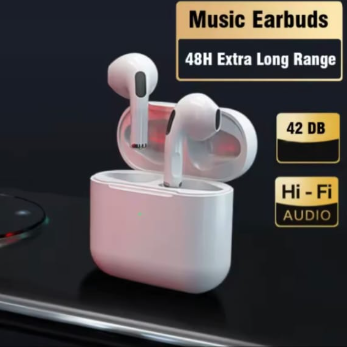 Music Earbuds
48H Extra Long Range
42 DB
Hi - Fi
AUDIO